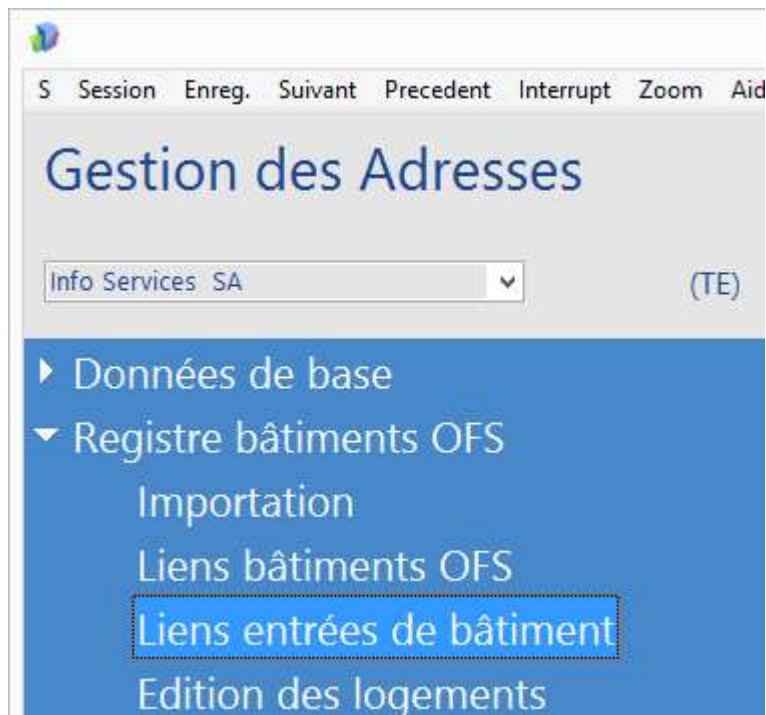 S Session Enreg. Suivant Precedent Interrupt Zoom Aid
Gestion des Adresses
Info Services SA (TE)
Données de base
Registre bâtiments OFS
Importation
Liens bâtiments OFS
Liens entrées de bâtiment
Edition des logements